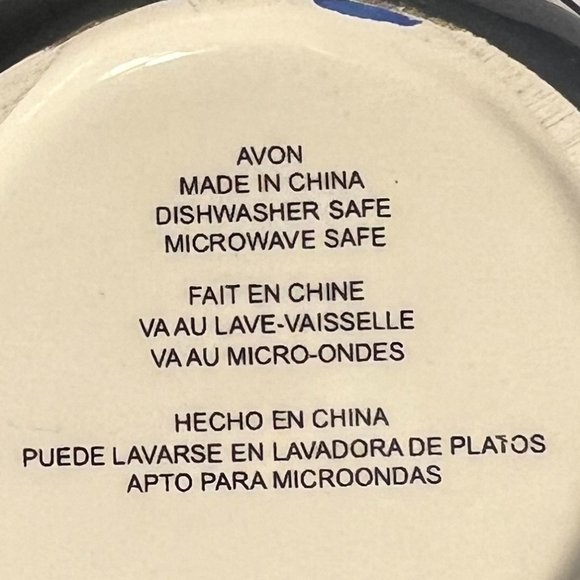 AVON
MADE IN CHINA
DISHWASHER SAFE
MICROWAVE SAFE
FAIT EN CHINE
VA AU LAVE-VAISSELLE
VA AU MICRO-ONDES
HECHO EN CHINA
PUEDE LAVARSE EN LAVADORA DE PLATOS
APTO PARA MICROONDAS